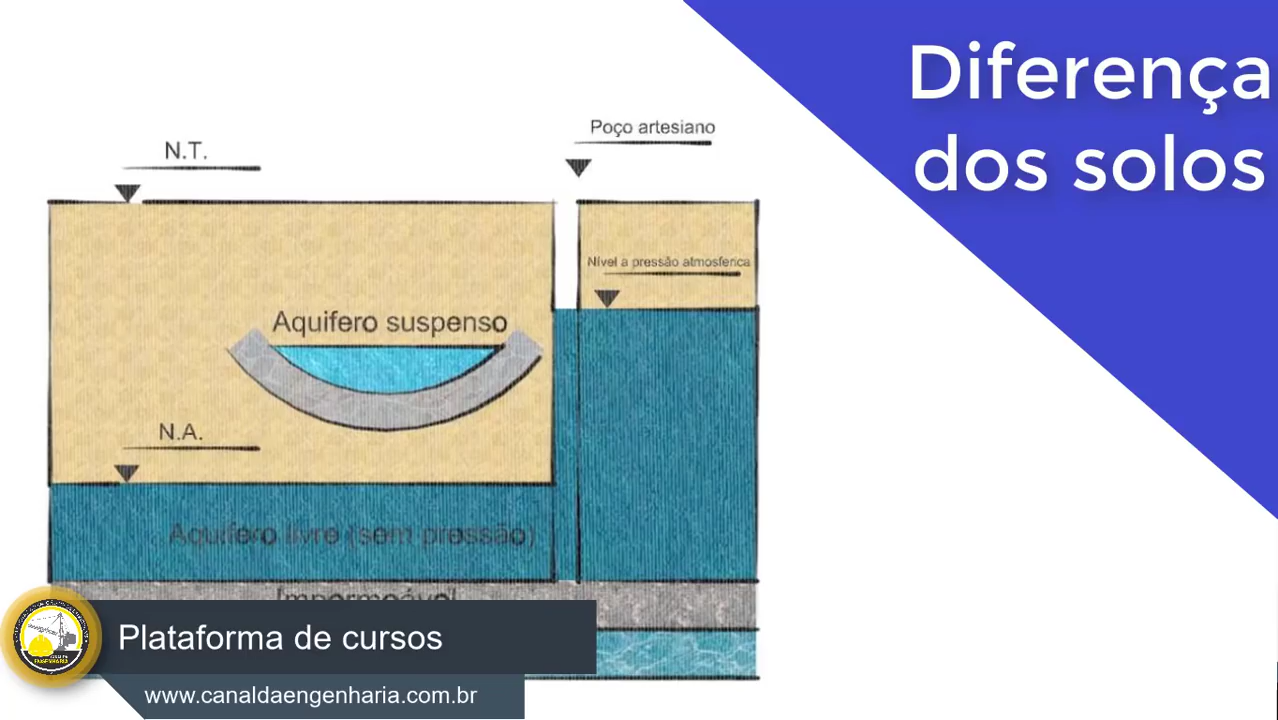 Diferença
dos solos
Poço artesiano
N.T.
Nível a pressão atmosferica
Aquifero suspenso
N.A.
Aquifero livre (sem pressão)
Impermeável
Plataforma de cursos
www.canaldaengenharia.com.br